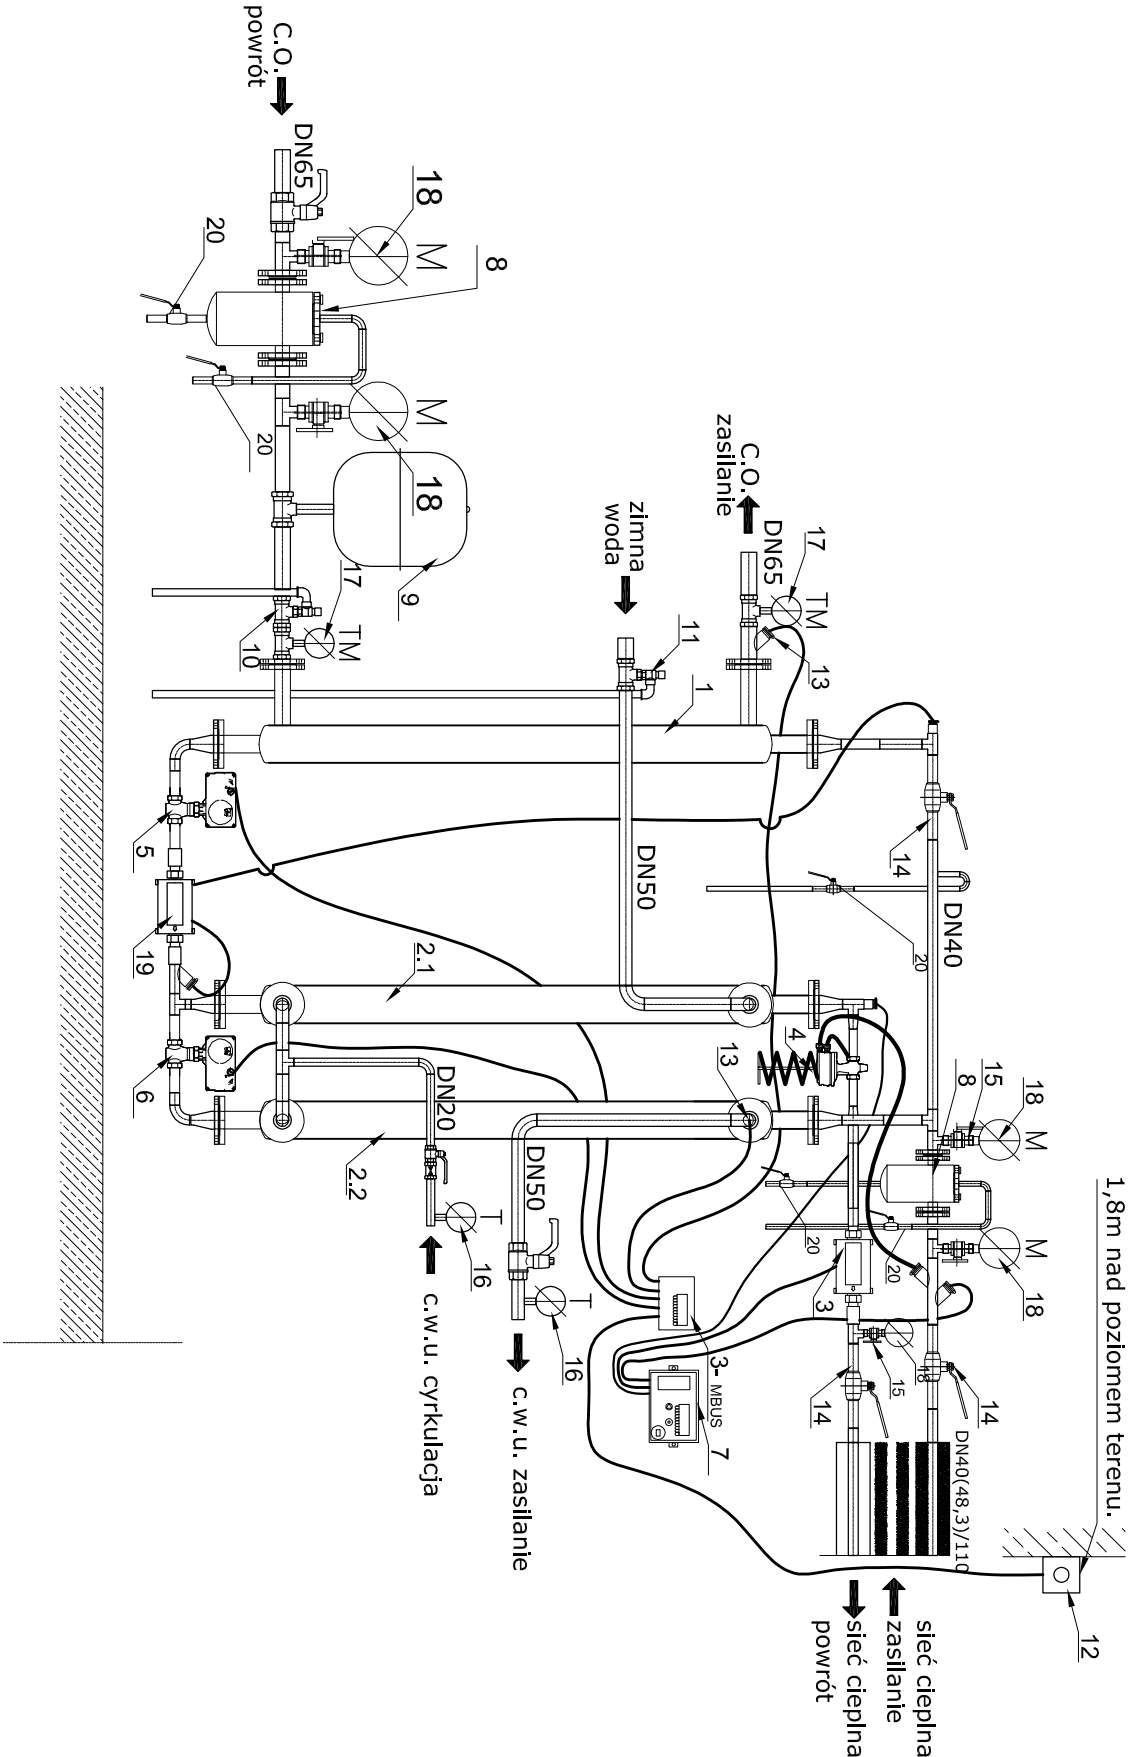 1,8m nad poziomem terenu.
12
sieć cieplna
zasilanie
sieć cieplna
powrót
DN40(48,3)/110
14
14
18
M
15
8
18
M
20
20
3
18
15
DN40
20
14
4
13
13
17
TM
DN65
C.O.
zasilanie
zimna
woda
11
1
DN50
2.1
2.2
DN20
DN50
T
16
T
16
c.w.u. zasilanie
c.w.u. cyrkulacja
3- MBUS
7
C.O.
powrót
DN65
18
M
8
20
20
M
18
9
17
TM
10
5
19
6